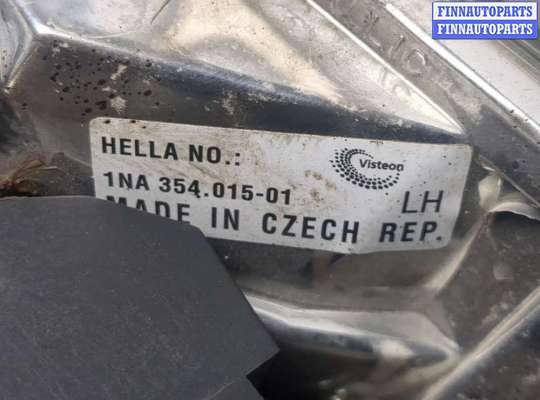 FINNAUTOPARTS
FINNAUTOPARTS
HELLA NO.:
Visteon
1NA 354.015-01
LH
MADE IN CZECH REP.